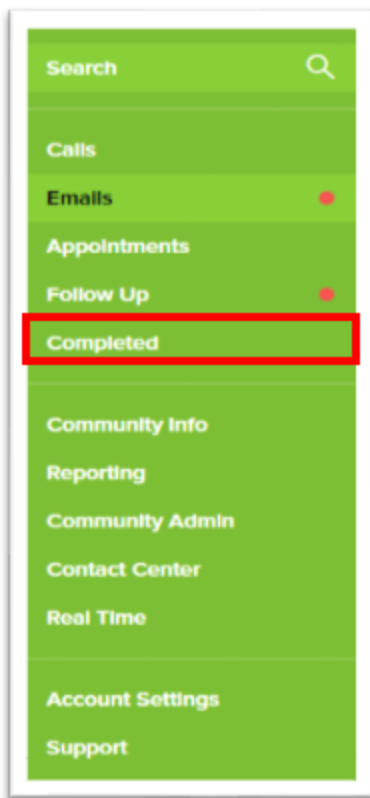 Search
Calls
Emails
Appointments
Follow Up
Completed
Community Info
Reporting
Community Admin
Contact Center
Real Time
Account Settings
Support